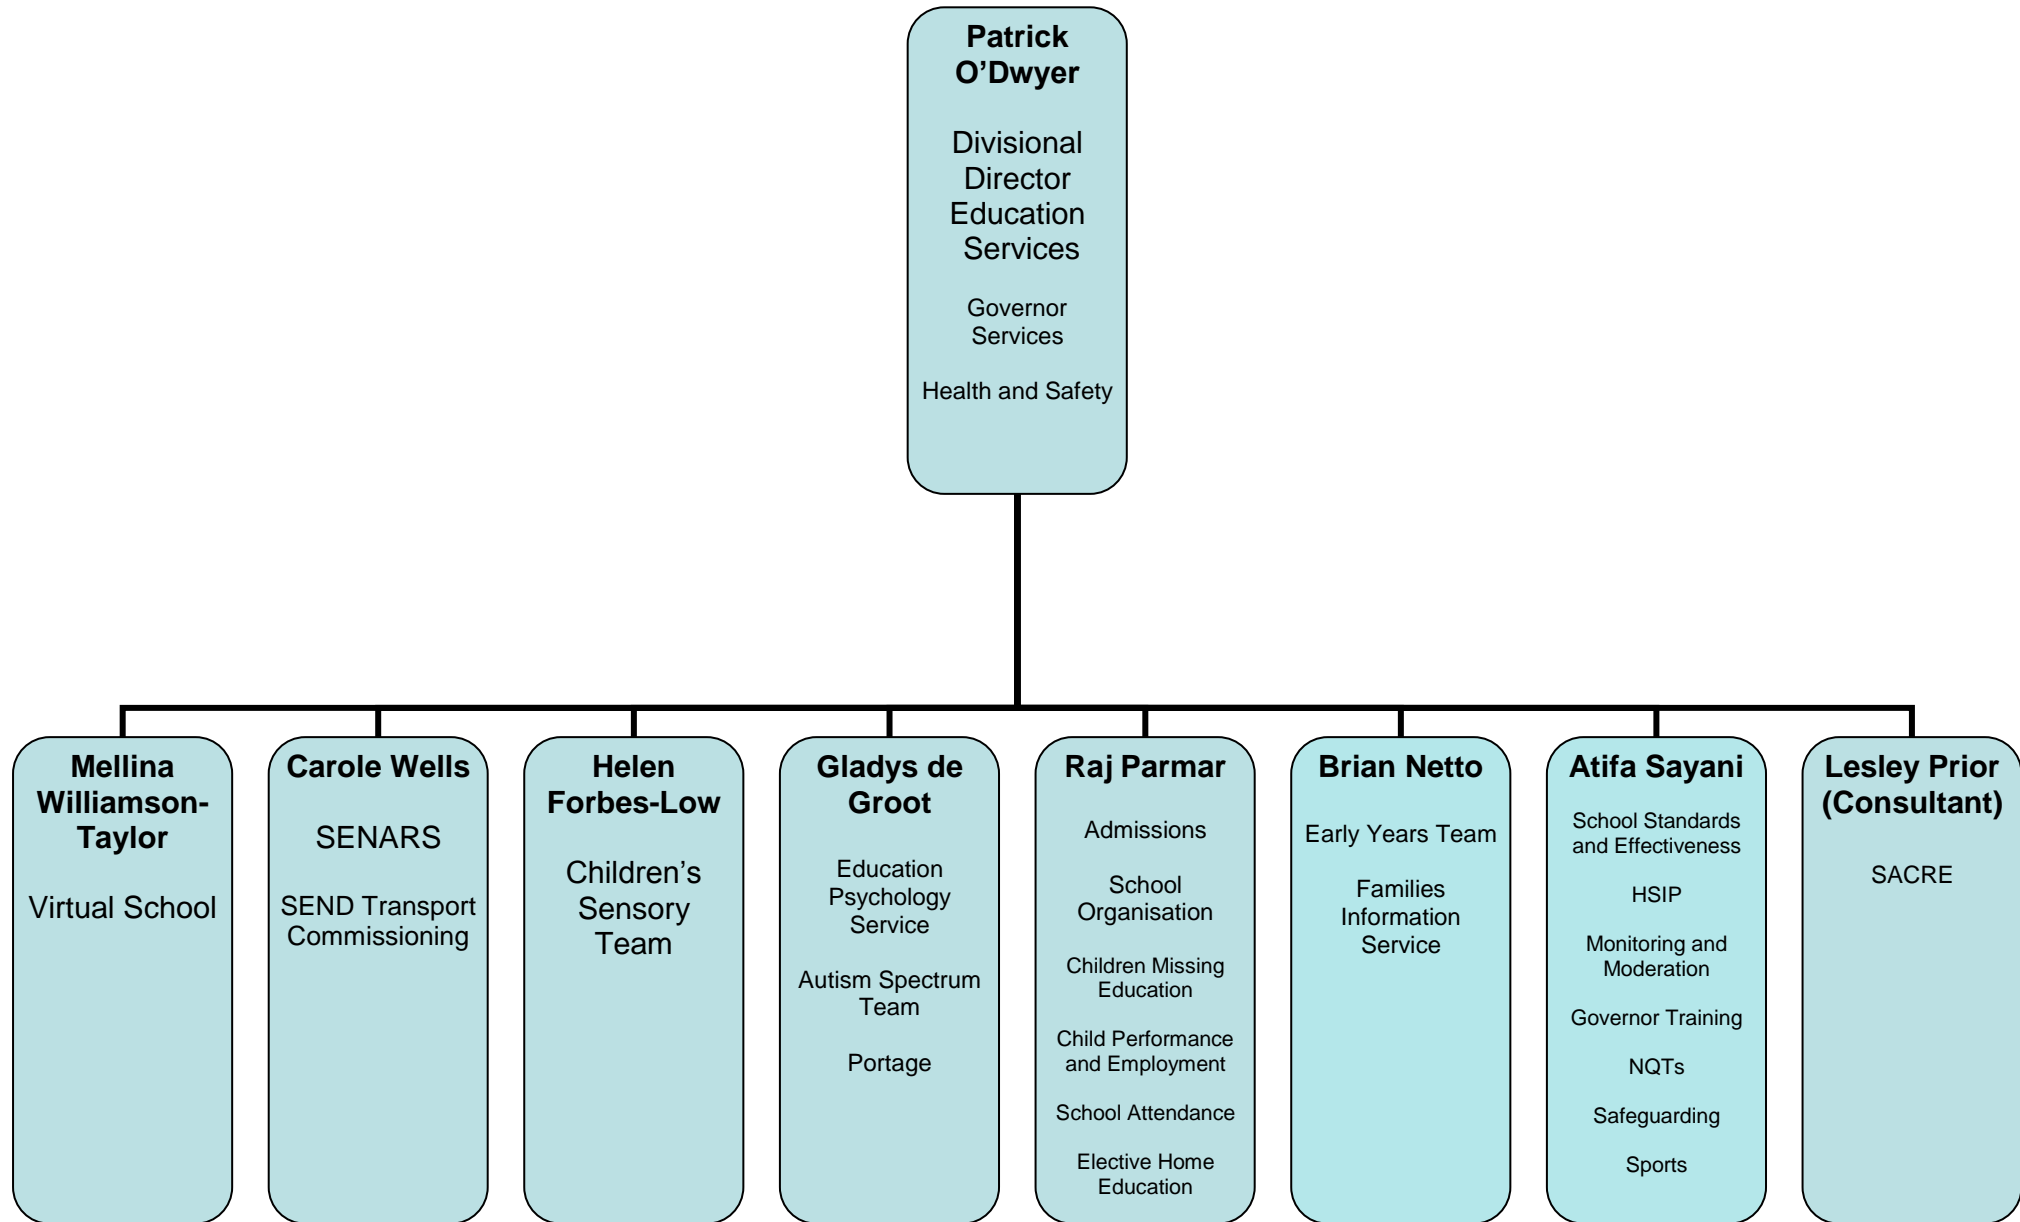 Patrick
O’Dwyer
Divisional
Director
Education
Services
Governor
Services
Health and Safety
Mellina
Williamson-
Taylor
Virtual School
Carole Wells
SENARS
SEND Transport
Commissioning
Helen
Forbes-Low
Children’s
Sensory
Team
Gladys de
Groot
Education
Psychology
Service
Autism Spectrum
Team
Portage
Raj Parmar
Admissions
School
Organisation
Children Missing
Education
Child Performance
and Employment
School Attendance
Elective Home
Education
Brian Netto
Early Years Team
Families
Information
Service
Atifa Sayani
School Standards
and Effectiveness
HSIP
Monitoring and
Moderation
Governor Training
NQTs
Safeguarding
Sports
Lesley Prior
(Consultant)
SACRE